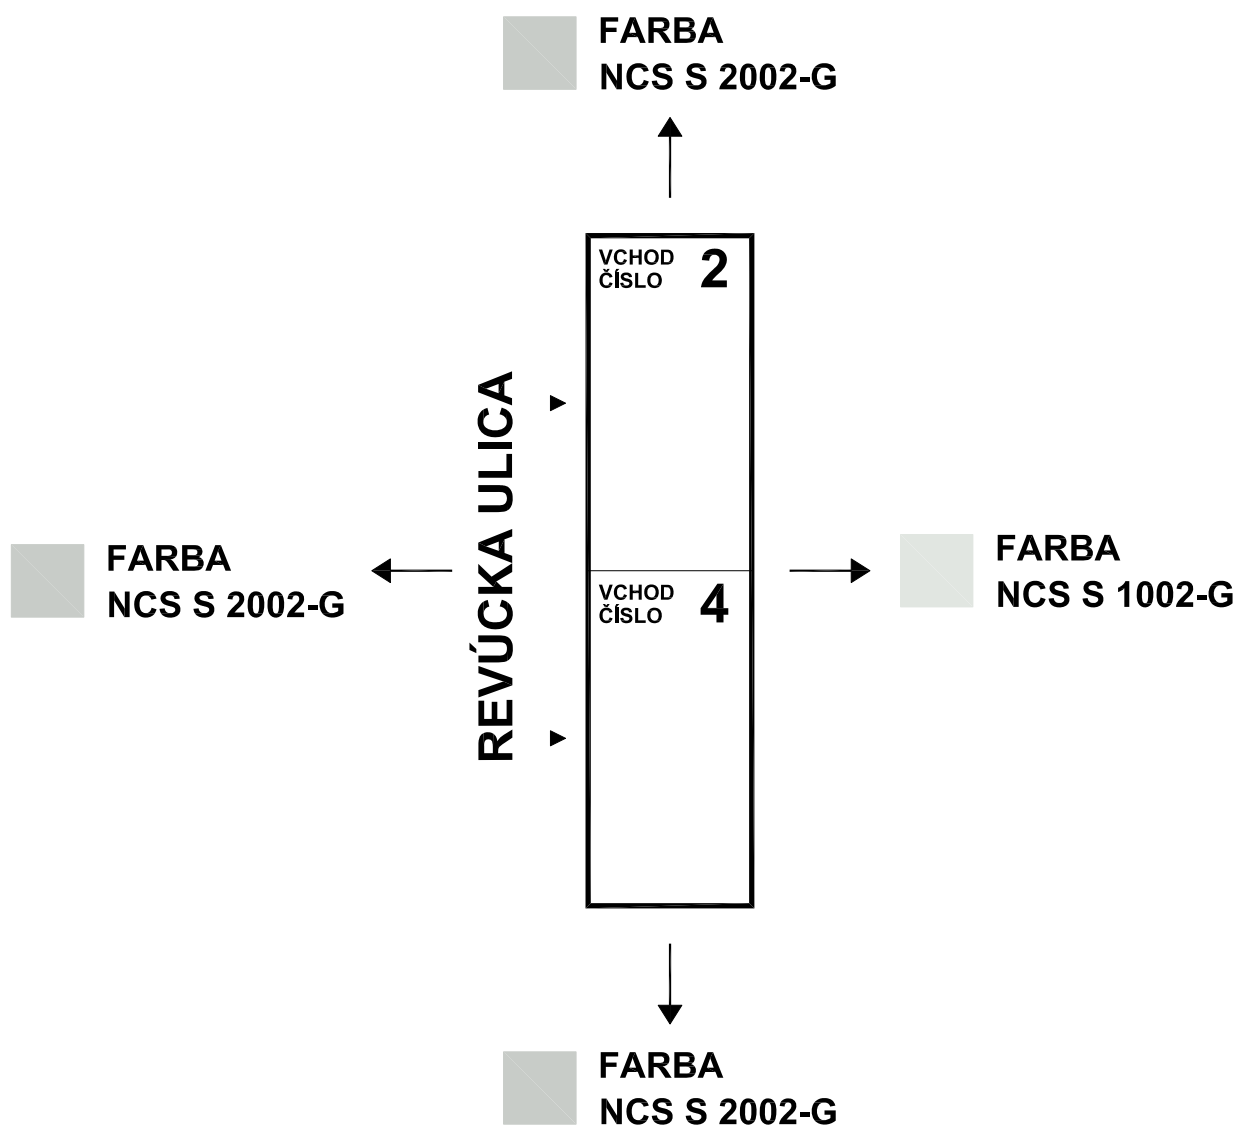 FARBA
NCS S 2002-G
VCHOD
ČÍSLO
2
REVÚCKA ULICA
FARBA
NCS S 2002-G
VCHOD
ČÍSLO
4
FARBA
NCS S 1002-G
FARBA
NCS S 2002-G